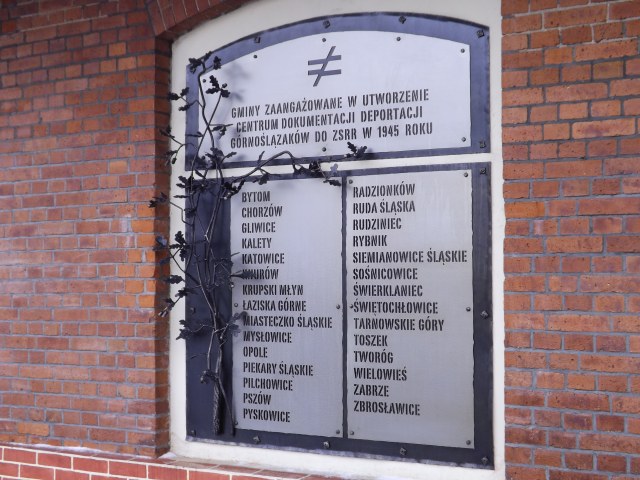 ≠
GMINY ZAANGAŻOWANE W UTWORZENIE
CENTRUM DOKUMENTACJI DEPORTACJI
GÓRNOŚLĄZAKÓW DO ZSRR W 1945 ROKU
BYTOM
CHORZÓW
GLIWICE
KALETY
KATOWICE
KNURÓW
KRUPSKI MŁYN
ŁAZISKA GÓRNE
MIASTECZKO ŚLĄSKIE
MYSŁOWICE
OPOLE
PIEKARY ŚLĄSKIE
PILCHOWICE
PSZÓW
PYSKOWICE
RADZIONKÓW
RUDA ŚLĄSKA
RUDZINIEC
RYBNIK
SIEMIANOWICE ŚLĄSKIE
SOŚNICOWICE
ŚWIERKLANIEC
ŚWIĘTOCHŁOWICE
TARNOWSKIE GÓRY
TOSZEK
TWORÓG
WIELOWIEŚ
ZABRZE
ZBROSŁAWICE